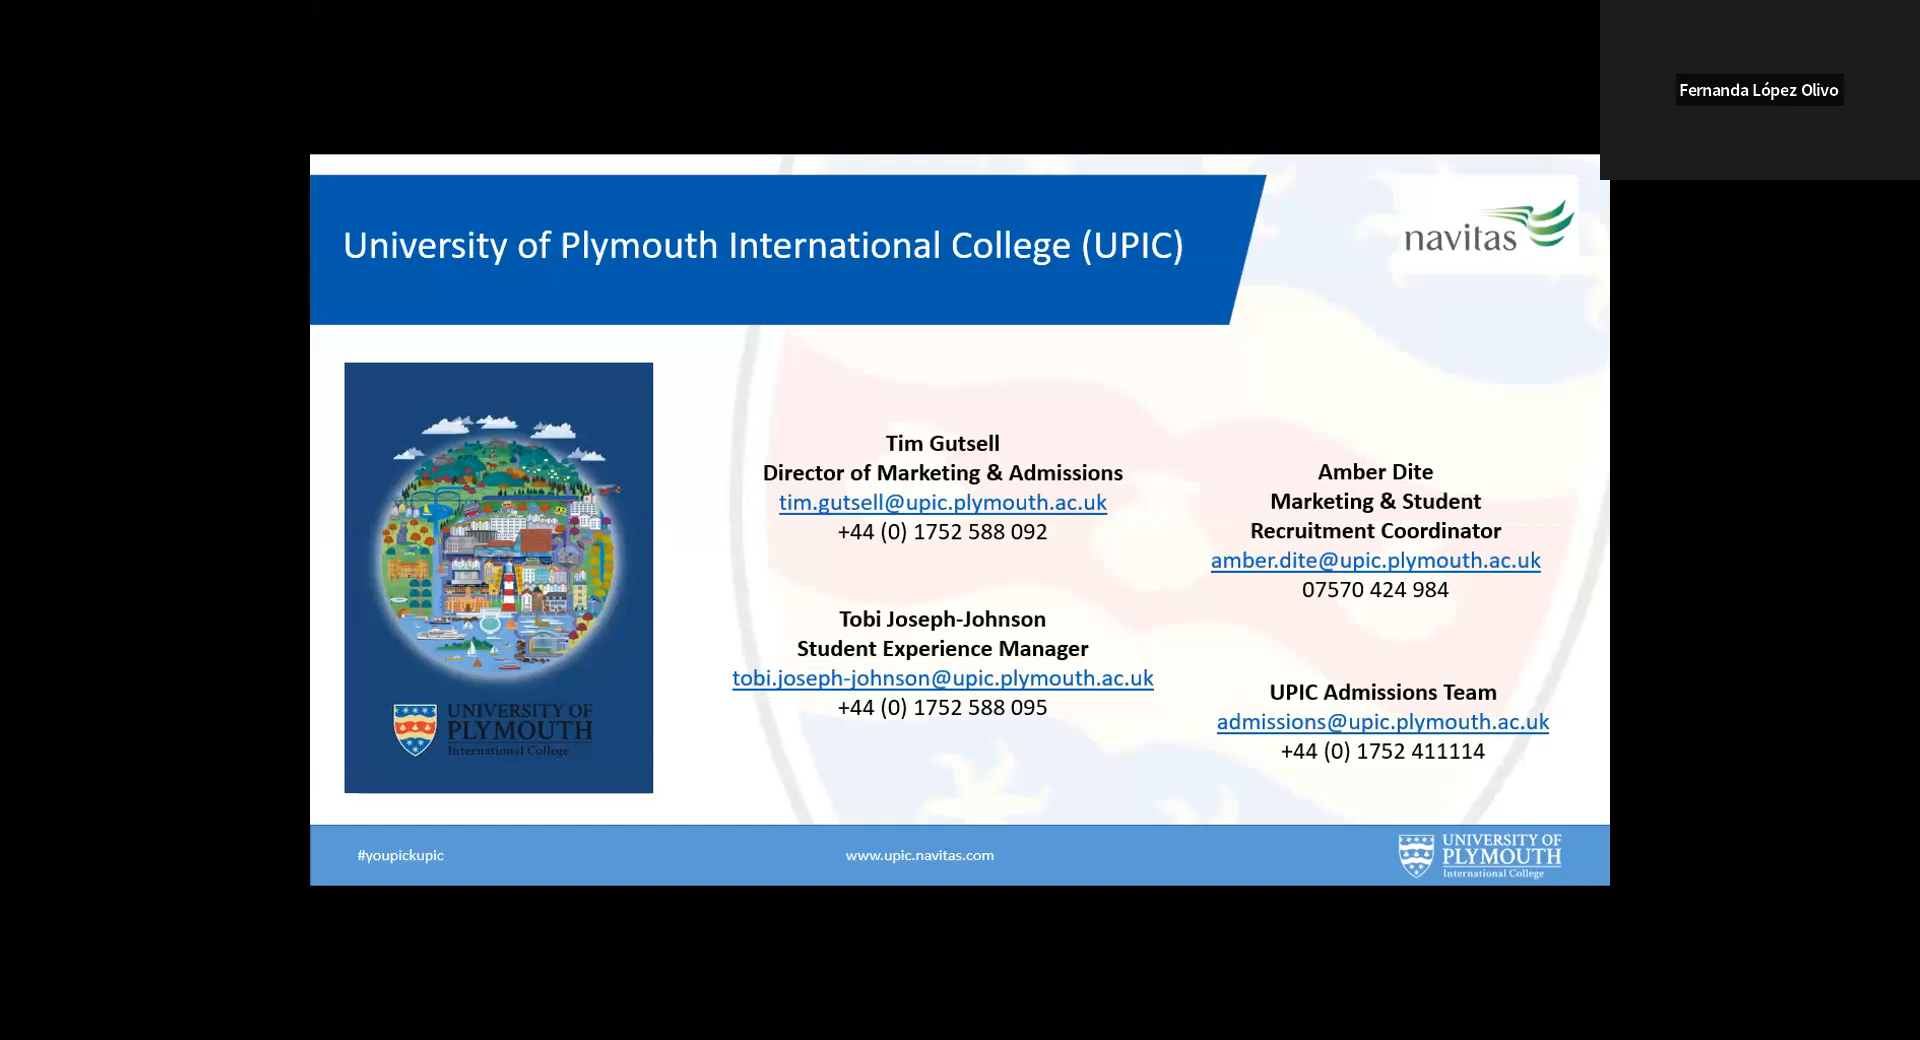 Fernanda López Olivo
University of Plymouth International College (UPIC)
navitas
Tim Gutsell
Director of Marketing & Admissions
tim.gutsell@upic.plymouth.ac.uk
+44 (0) 1752 588 092
Tobi Joseph-Johnson
Student Experience Manager
tobi.joseph-johnson@upic.plymouth.ac.uk
+44 (0) 1752 588 095
Amber Dite
Marketing & Student
Recruitment Coordinator
amber.dite@upic.plymouth.ac.uk
07570 424 984
UPIC Admissions Team
admissions@upic.plymouth.ac.uk
+44 (0) 1752 411114
UNIVERSITY OF
PLYMOUTH
International College
#youpickupic
www.upic.navitas.com
UNIVERSITY OF
PLYMOUTH
International College